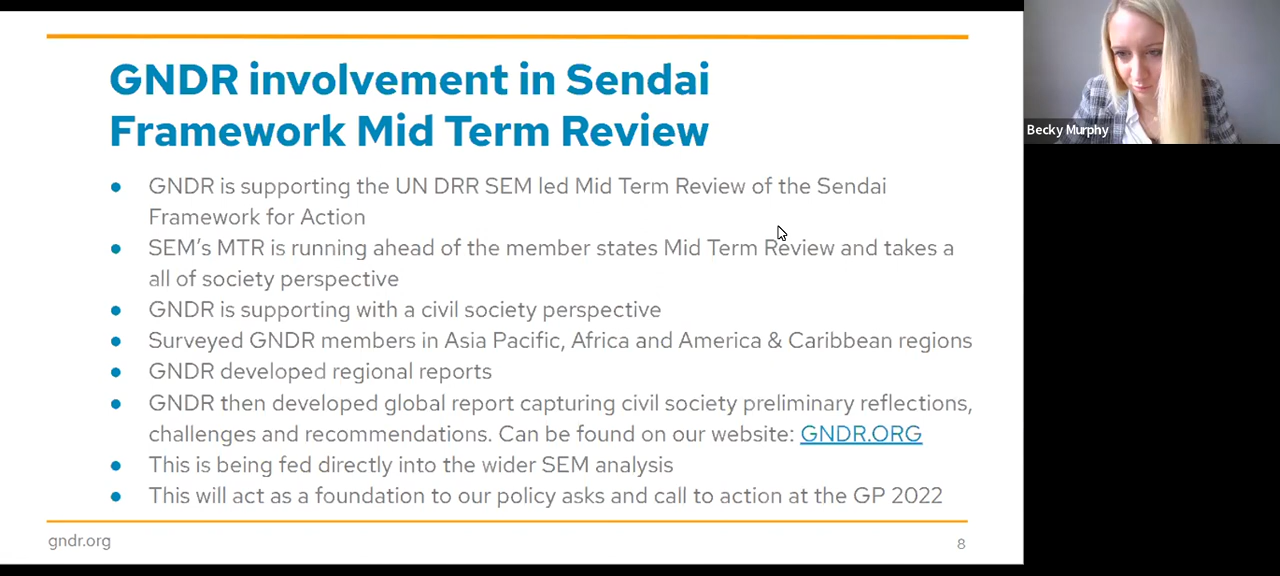 GNDR involvement in Sendai
Framework Mid Term Review
● GNDR is supporting the UN DRR SEM led Mid Term Review of the Sendai
Framework for Action
● SEM's MTR is running ahead of the member states Mid Term Review and takes a
all of society perspective
● GNDR is supporting with a civil society perspective
● Surveyed GNDR members in Asia Pacific, Africa and America & Caribbean regions
● GNDR developed regional reports
● GNDR then developed global report capturing civil society preliminary reflections,
challenges and recommendations. Can be found on our website: GNDR.ORG
● This is being fed directly into the wider SEM analysis
● This will act as a foundation to our policy asks and call to action at the GP 2022
gndr.org
8
Becky Murphy